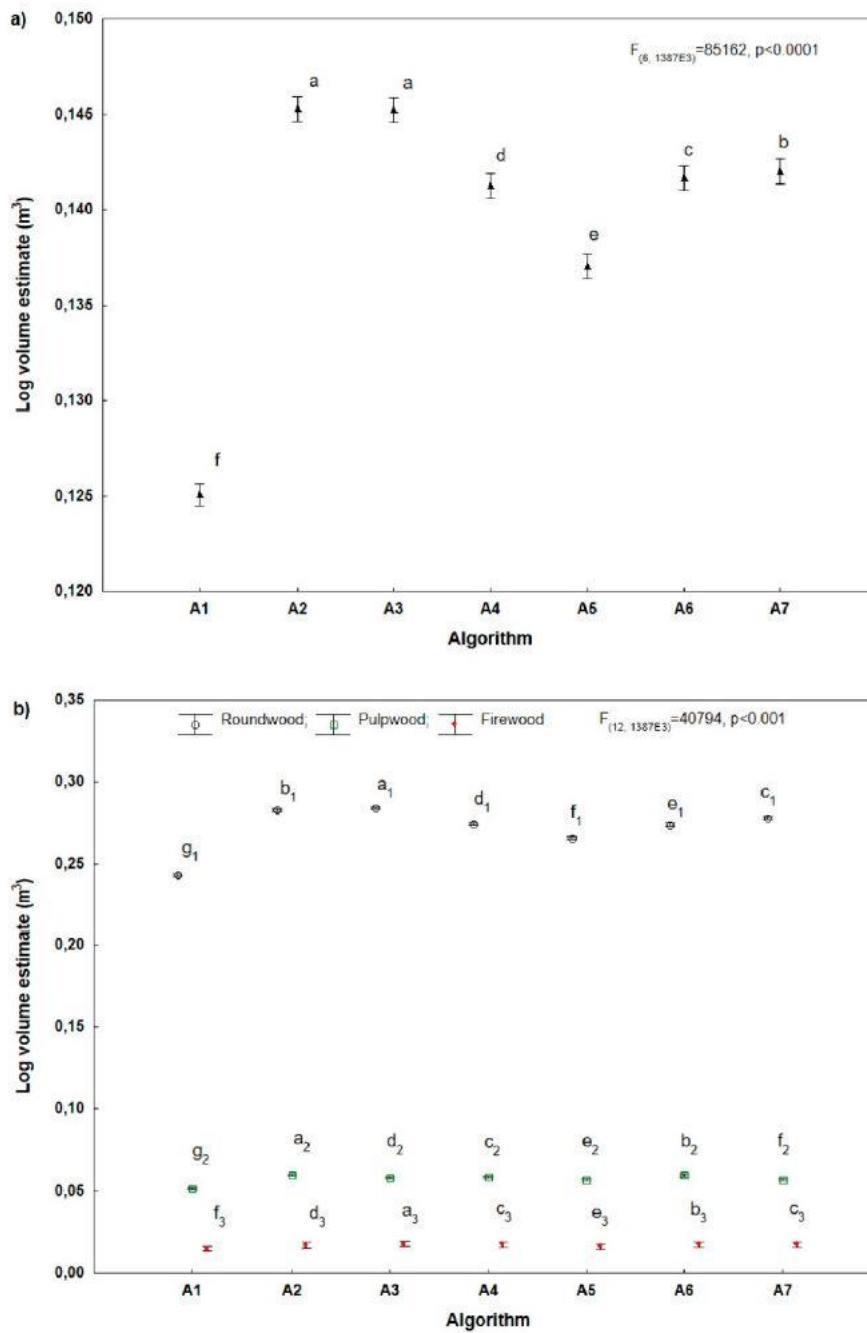 a)
F(6, 1387E3)=85162, p<0.0001
Log volume estimate (m³)
0,150
0,145
0,140
0,135
0,130
0,125
0,120
f
a
a
d
e
c
b
A1 A2 A3 A4 A5 A6 A7
Algorithm
b)
Roundwood; Pulpwood; Firewood
F(12, 1387E3)=40794, p<0.001
Log volume estimate (m³)
0,35
0,30
0,25
0,20
0,15
0,10
0,05
0,00
g1 b1 a1 d1 f1 e1 c1
g2 a2 d2 c2 e2 b2 f2
f3 d3 a3 c3 e3 b3 c3
A1 A2 A3 A4 A5 A6 A7
Algorithm